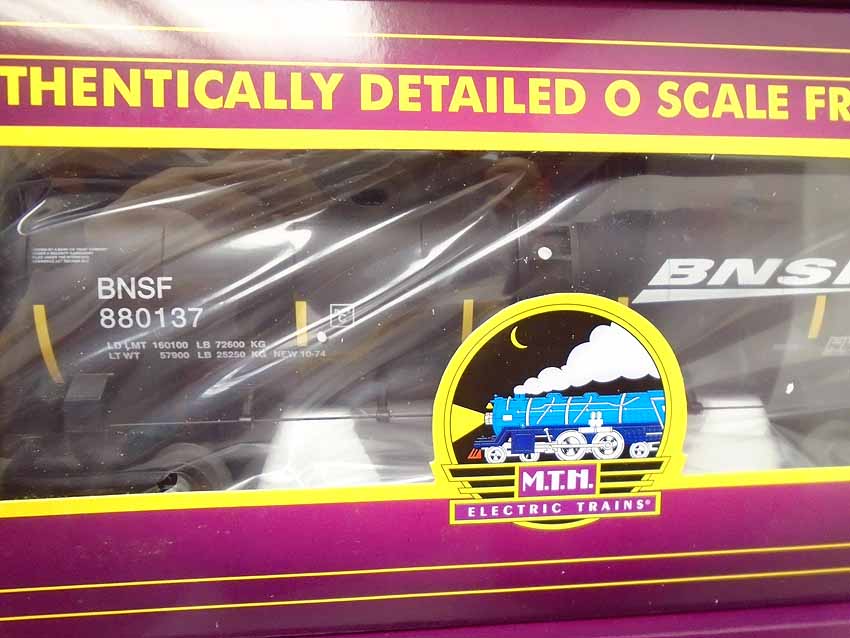 THENTICALLY DETAILED O SCALE FR
BNSF
BNSF
880137
LD LMT 160100 LB 72600 KG
LT WT 57900 LB 25250 KG NEW 10-74
C
M.T.H.
ELECTRIC TRAINS®